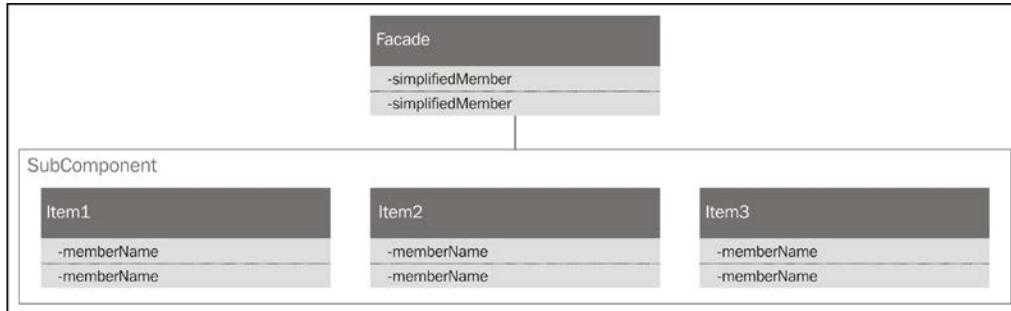 Facade
-simplifiedMember
-simplifiedMember
SubComponent
Item1
-memberName
-memberName
Item2
-memberName
-memberName
Item3
-memberName
-memberName